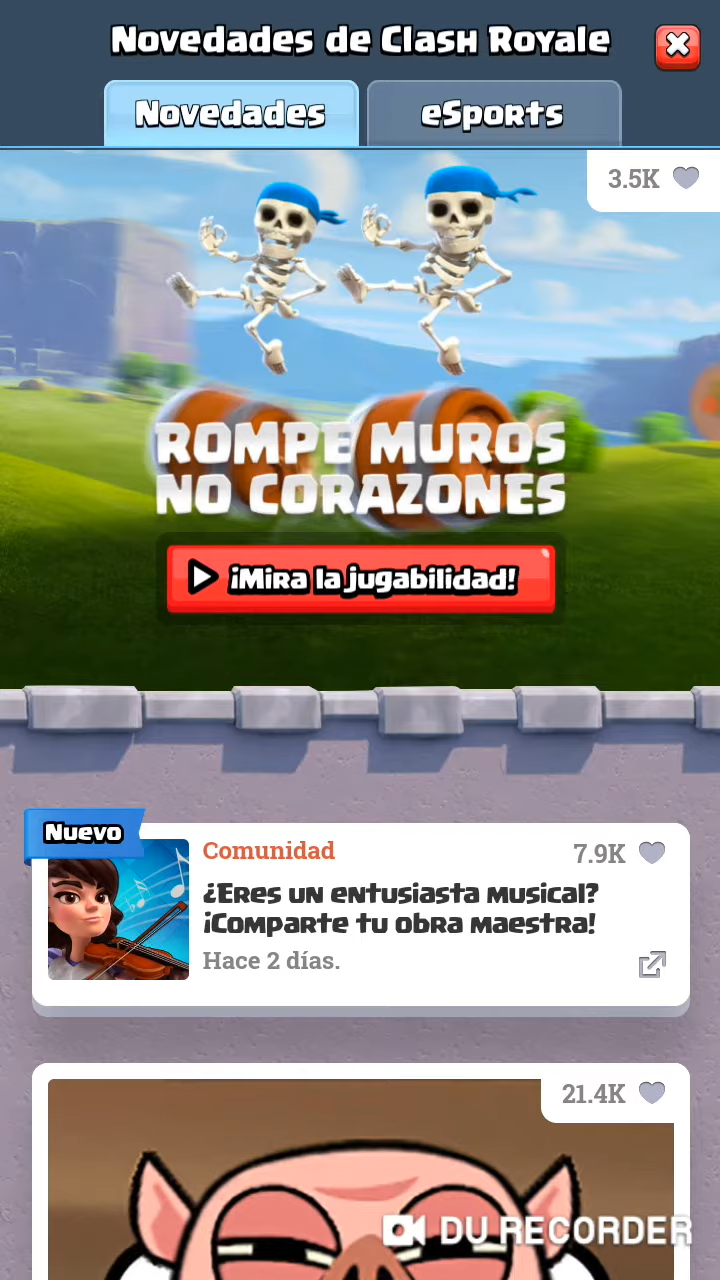 Novedades de Clash Royale
Novedades
eSports
3.5K
ROMPE MUROS
NO CORAZONES
¡Mira la jugabilidad!
Nuevo
Comunidad
7.9K
¿Eres un entusiasta musical?
¡Comparte tu obra maestra!
Hace 2 días.
21.4K
DU RECORDER